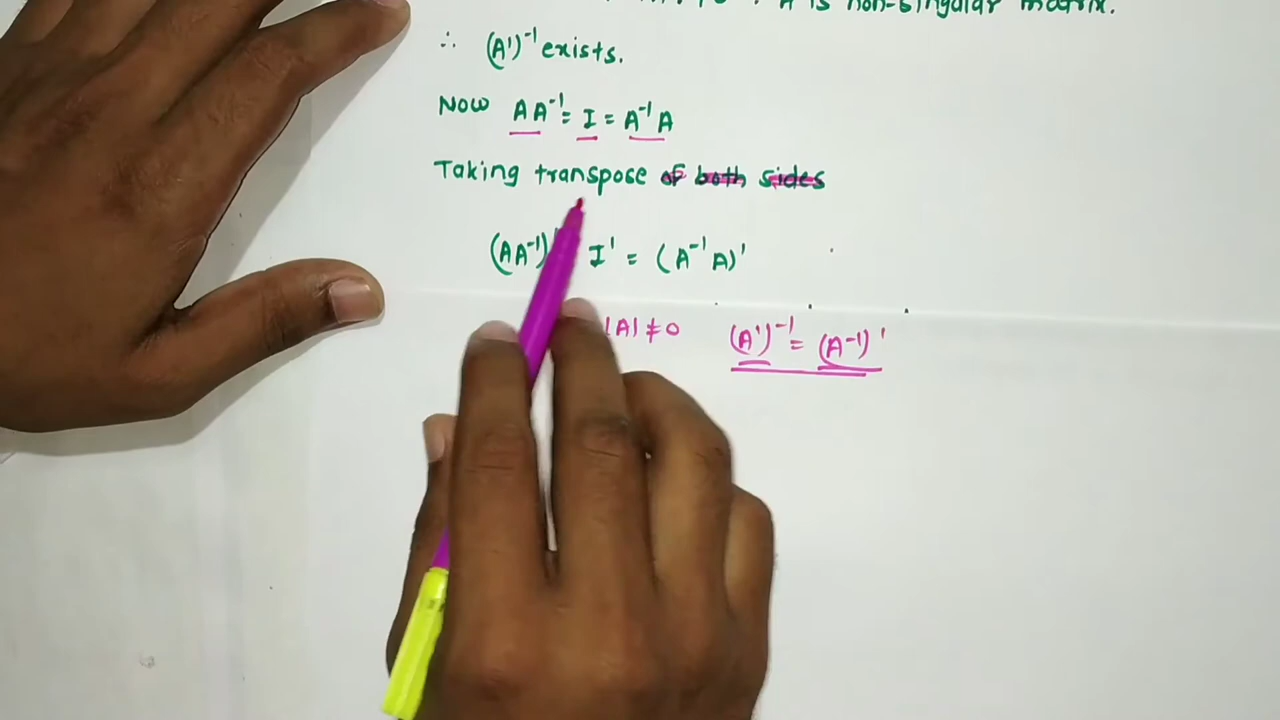 A is non-singular matrix.
∴ (A')⁻¹ exists.
Now AA⁻¹ = I = A⁻¹A
Taking transpose of both sides
(AA⁻¹)' I' = (A⁻¹A)'
|A| ≠ 0 (A')⁻¹ = (A⁻¹)'